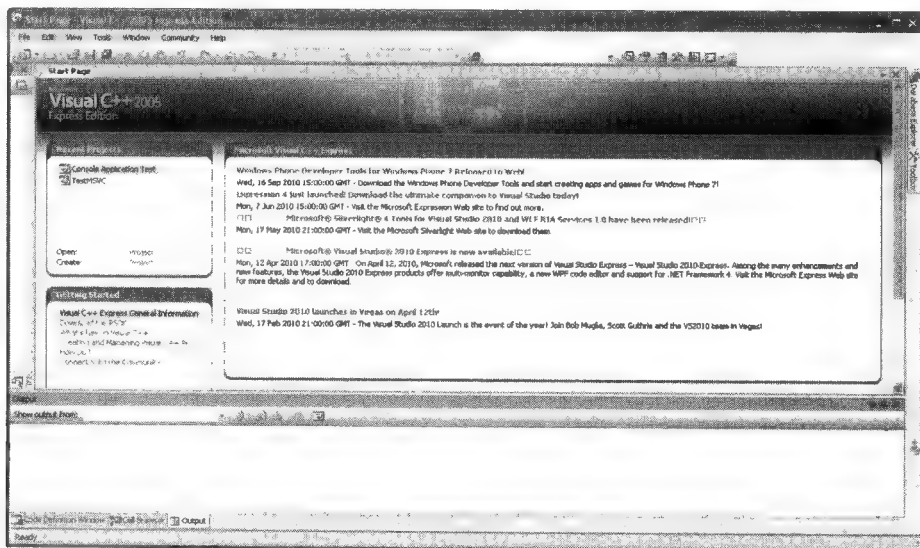 Start Page - Visual C++ 2005 Express Edition
File Edit View Tools Window Community Help
Start Page
Visual C++ 2005
Express Edition
Recent Projects
Console Application Test
TestMSVC
Open: Project
Create: Project
Getting Started
Visual C++ Express General Information
Microsoft Visual C++ Express
Windows Phone Developer Tools for Windows Phone 7 Released to Web!
Wed, 16 Sep 2010 15:00:00 GMT - Download the Windows Phone Developer Tools and start creating apps and games for Windows Phone 7!
Expression 4 just launched! Download the ultimate companion to Visual Studio today!
Mon, 7 Jun 2010 15:00:00 GMT - Visit the Microsoft Expression Web site to find out more.
Microsoft® Silverlight® 4 Tools for Visual Studio 2010 and WCF RIA Services 1.0 have been released!
Mon, 17 May 2010 21:00:00 GMT - Visit the Microsoft Silverlight Web site to download them
Microsoft® Visual Studio® 2010 Express is now available!
Mon, 12 Apr 2010 17:00:00 GMT - On April 12, 2010, Microsoft released the next version of Visual Studio Express – Visual Studio 2010 Express. Among the many enhancements and
new features, the Visual Studio 2010 Express products offer multi-monitor capability, a new WPF code editor and support for .NET Framework 4. Visit the Microsoft Express Web site
for more details and to download.
Visual Studio 2010 Launches in Vegas on April 12th!
Wed, 17 Feb 2010 21:00:00 GMT - The Visual Studio 2010 Launch is the event of the year! Join Bob Muglia, Scott Guthrie and the VS2010 team in Vegas!
Output
Show output from:
Code Definition Window Call Browser Output
Ready